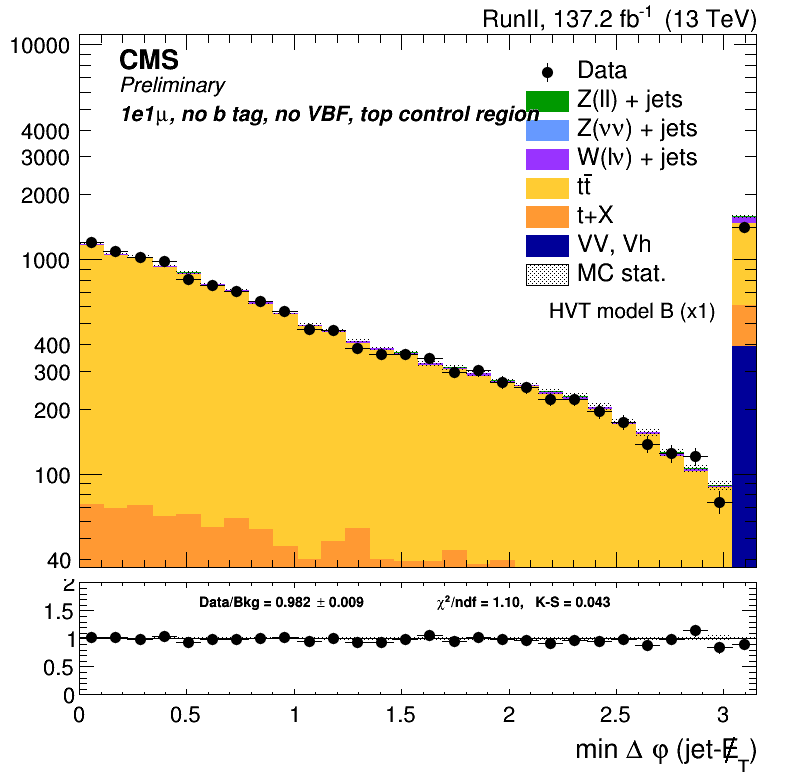 RunII, 137.2 fb⁻¹ (13 TeV)
CMS
Preliminary
1e1μ, no b tag, no VBF, top control region
Data
Z(ll) + jets
Z(νν) + jets
W(lν) + jets
tt̄
t+X
VV, Vh
MC stat.
HVT model B (x1)
10000
4000
3000
2000
1000
400
300
200
100
40
2
1.5
1
0.5
0
Data/Bkg = 0.982 ± 0.009
χ²/ndf = 1.10, K-S = 0.043
0 0.5 1 1.5 2 2.5 3
min Δ φ (jet-E̸_T)